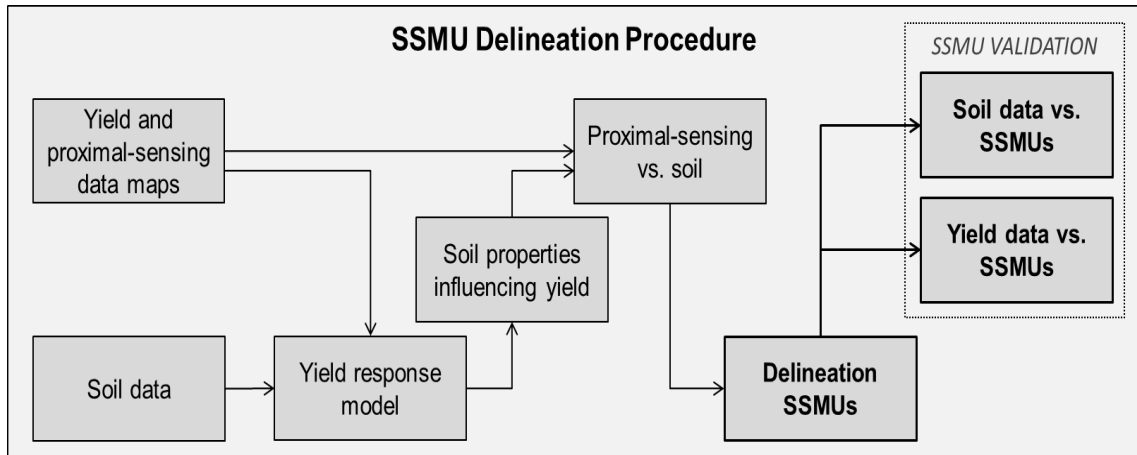 SSMU Delineation Procedure
SSMU VALIDATION
Yield and
proximal-sensing
data maps
Proximal-sensing
vs. soil
Soil data vs.
SSMUs
Soil properties
influencing yield
Yield data vs.
SSMUs
Soil data
Yield response
model
Delineation
SSMUs